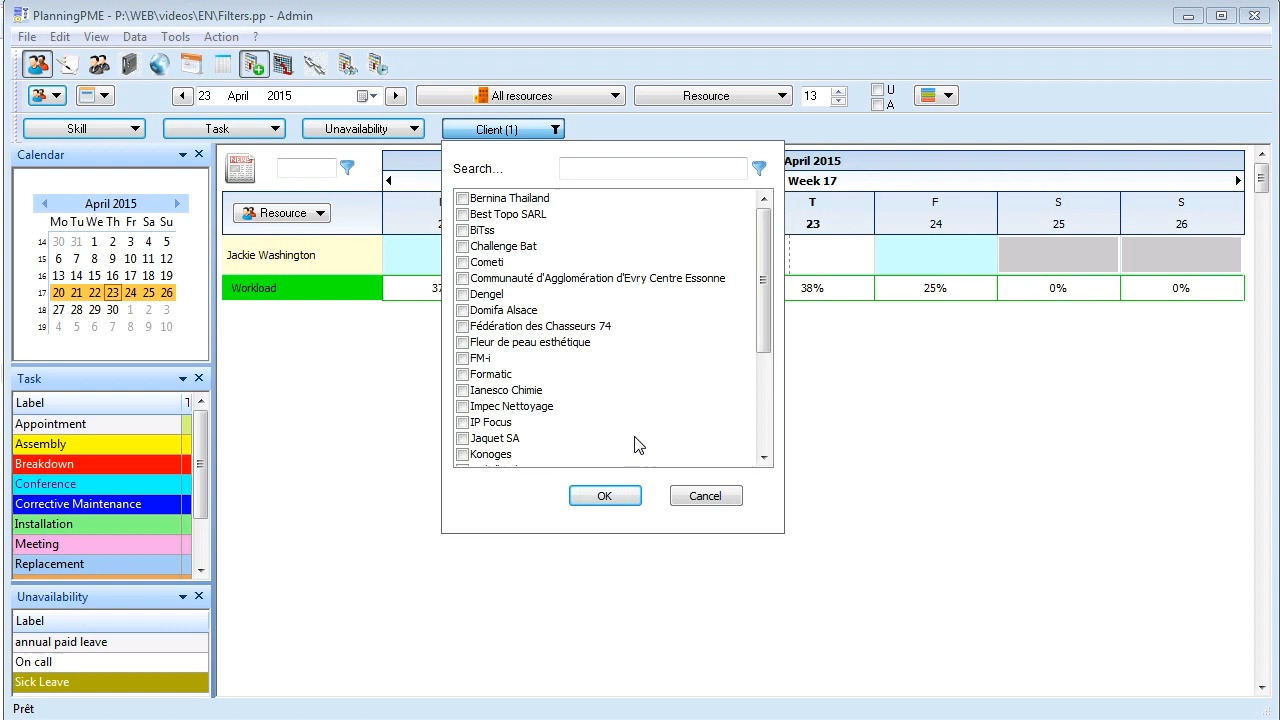 PlanningPME - P:\WEB\videos\EN\Filters.pp - Admin
File Edit View Data Tools Action ?
23 April 2015 All resources Resource 13 U
A
Skill Task Unavailability Client (1)
Calendar
April 2015
Mo Tu We Th Fr Sa Su
14 30 31 1 2 3 4 5
15 6 7 8 9 10 11 12
16 13 14 15 16 17 18 19
17 20 21 22 23 24 25 26
18 27 28 29 30 1 2 3
19 4 5 6 7 8 9 10
Task
Label
Appointment
Assembly
Breakdown
Conference
Corrective Maintenance
Installation
Meeting
Replacement
Unavailability
Label
annual paid leave
On call
Sick Leave
Prêt
NEWS
Resource
Jackie Washington
Workload
Search...
Bernina Thailand
Best Topo SARL
BiTss
Challenge Bat
Cometi
Communauté d'Agglomération d'Evry Centre Essonne
Dengel
Domifa Alsace
Fédération des Chasseurs 74
Fleur de peau esthétique
FM-i
Formatic
Ianesco Chimie
Impec Nettoyage
IP Focus
Jaquet SA
Konoges
OK Cancel
April 2015
Week 17
T F S S
23 24 25 26
38% 25% 0% 0%